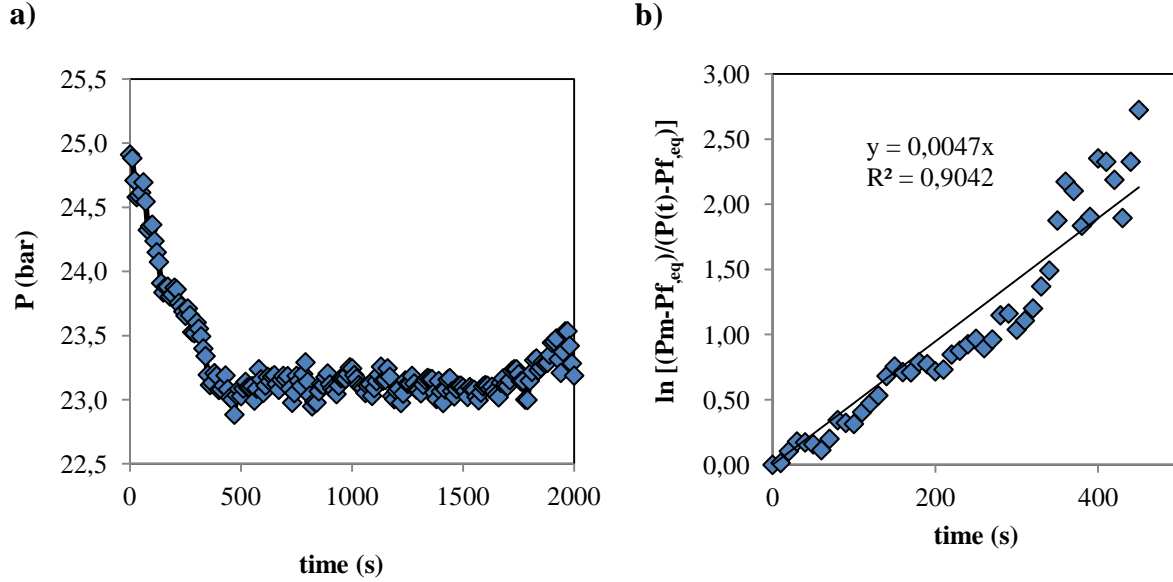 a)
25,5
25,0
24,5
24,0
23,5
23,0
22,5
P (bar)
0
500
1000
1500
2000
time (s)
b)
3,00
2,50
2,00
1,50
1,00
0,50
0,00
ln [(Pm-Pf,eq)/(P(t)-Pf,eq)]
y = 0,0047x
R² = 0,9042
0
200
400
time (s)